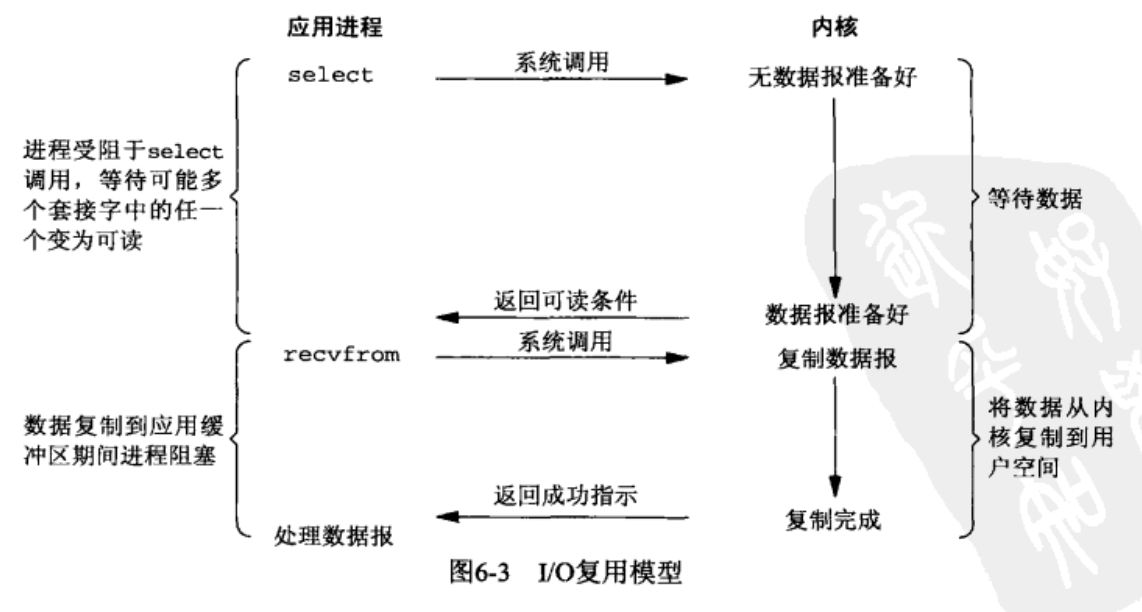 应用进程
内核
select
系统调用
无数据报准备好
进程受阻于select
调用，等待可能多
个套接字中的任一
个变为可读
等待数据
返回可读条件
数据报准备好
recvfrom
系统调用
复制数据报
数据复制到应用缓
冲区期间进程阻塞
将数据从内
核复制到用
户空间
返回成功指示
复制完成
处理数据报
图6-3 I/O复用模型